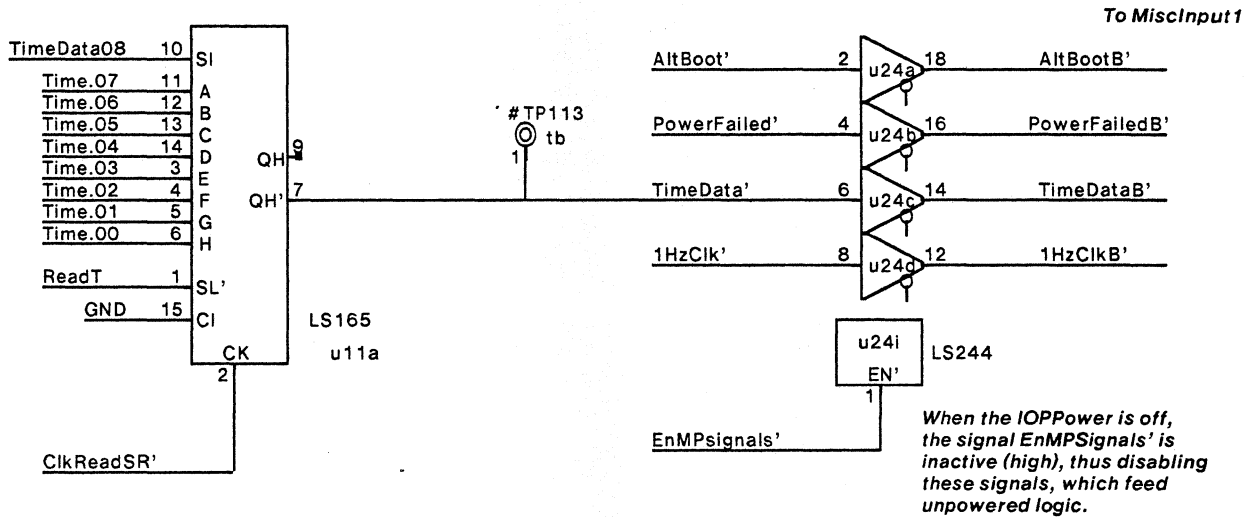 To MiscInput1
TimeData08 10 SI
Time.07 11 A
Time.06 12 B
Time.05 13 C
Time.04 14 D
Time.03 3 E
Time.02 4 F
Time.01 5 G
Time.00 6 H
ReadT 1 SL'
GND 15 CI
CK
2
ClkReadSR'
QH 9
QH' 7
LS165
u11a
#TP113
tb
1
AltBoot' 2 u24a 18 AltBootB'
PowerFailed' 4 u24b 16 PowerFailedB'
TimeData' 6 u24c 14 TimeDataB'
1HzClk' 8 u24d 12 1HzClkB'
u24i
LS244
EN'
1
EnMPsignals'
When the IOPPower is off,
the signal EnMPSignals' is
inactive (high), thus disabling
these signals, which feed
unpowered logic.